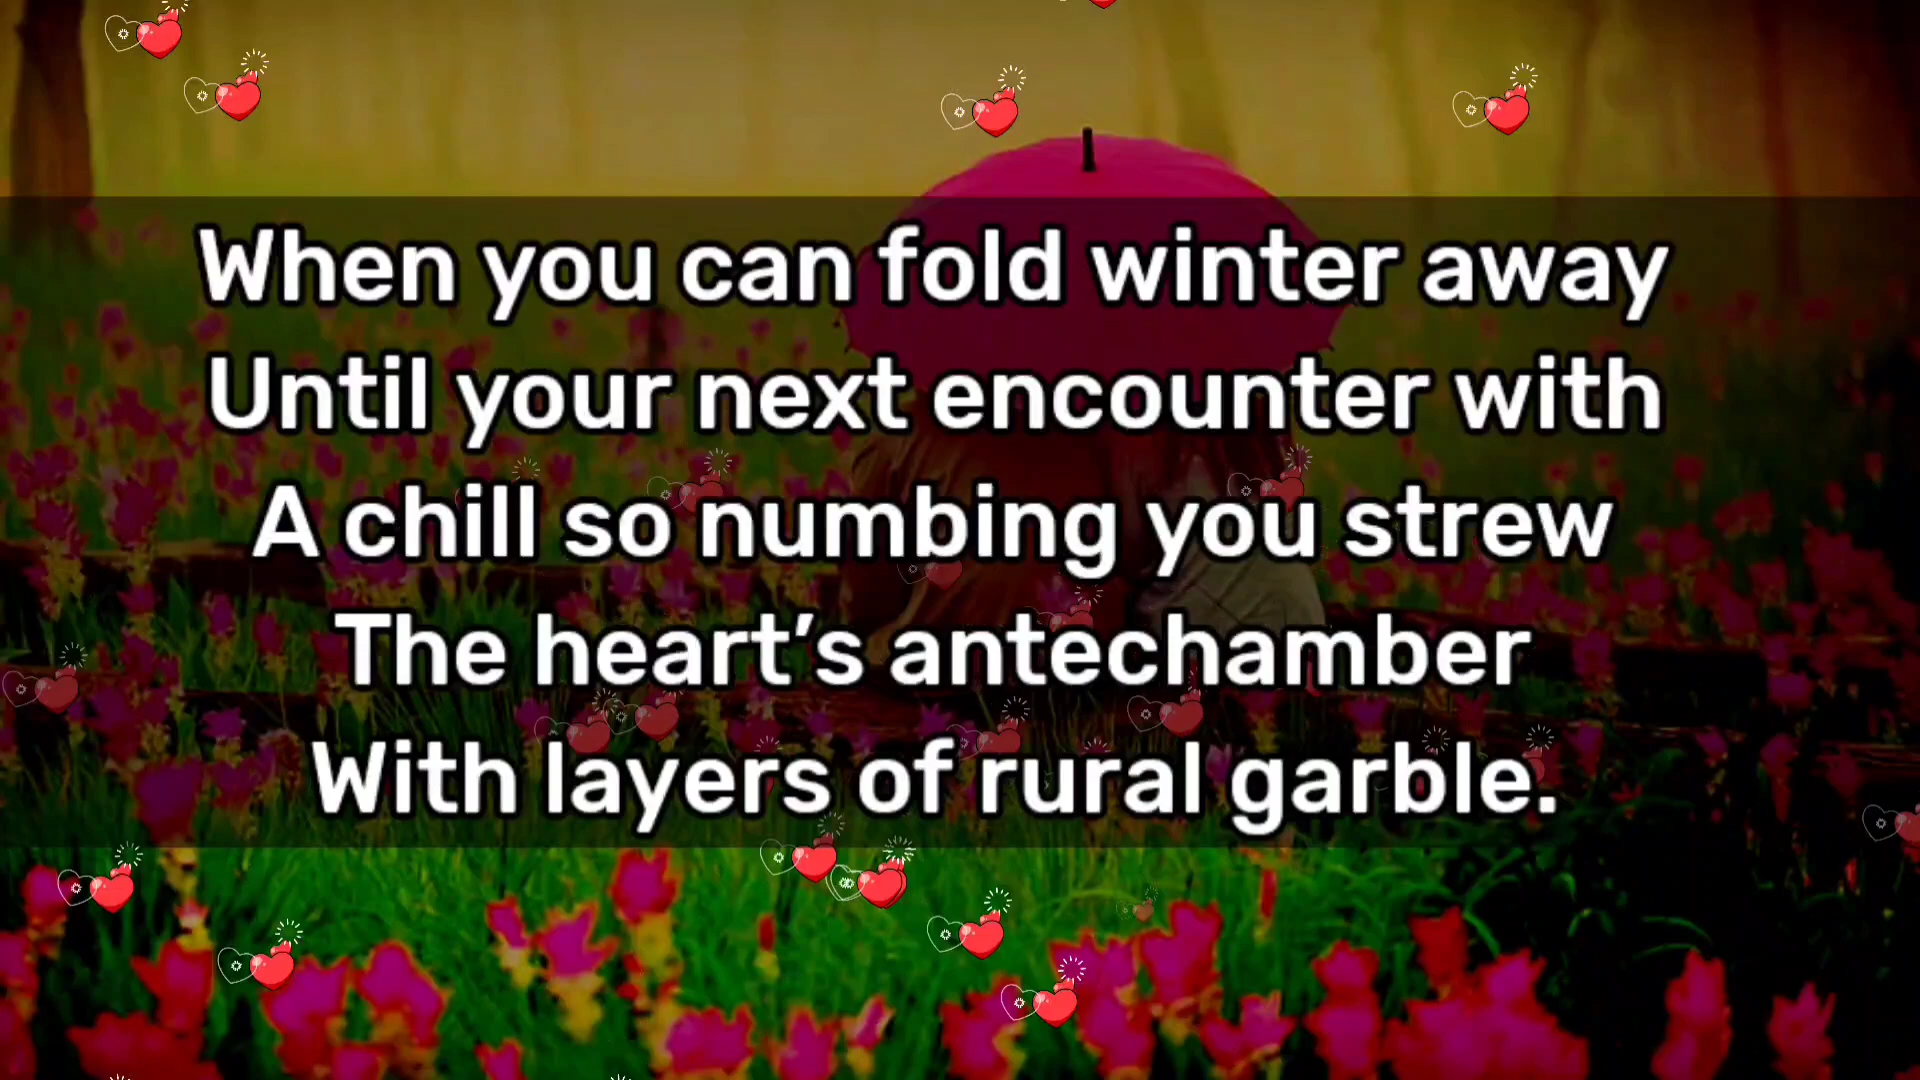 When you can fold winter away
Until your next encounter with
A chill so numbing you strew
The heart’s antechamber
With layers of rural garble.